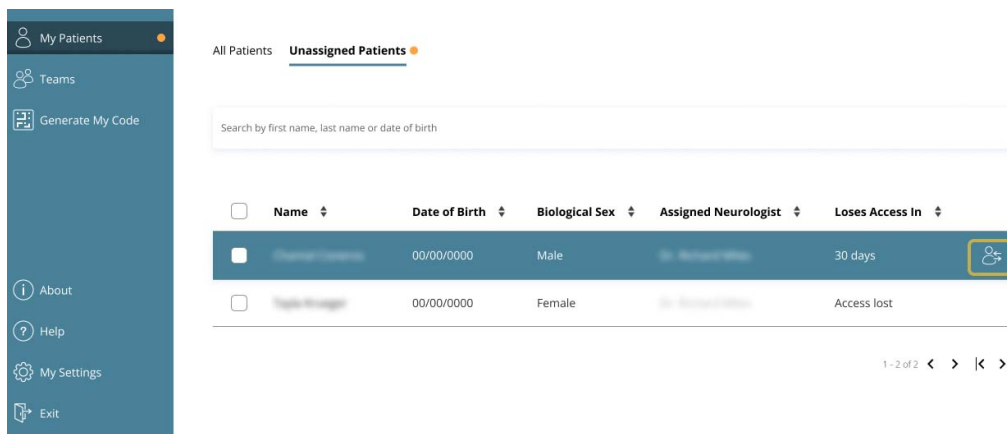 My Patients
Teams
Generate My Code
About
Help
My Settings
Exit
All Patients Unassigned Patients
Search by first name, last name or date of birth
Name Date of Birth Biological Sex Assigned Neurologist Loses Access In
00/00/0000 Male 30 days
00/00/0000 Female Access lost
1 - 2 of 2